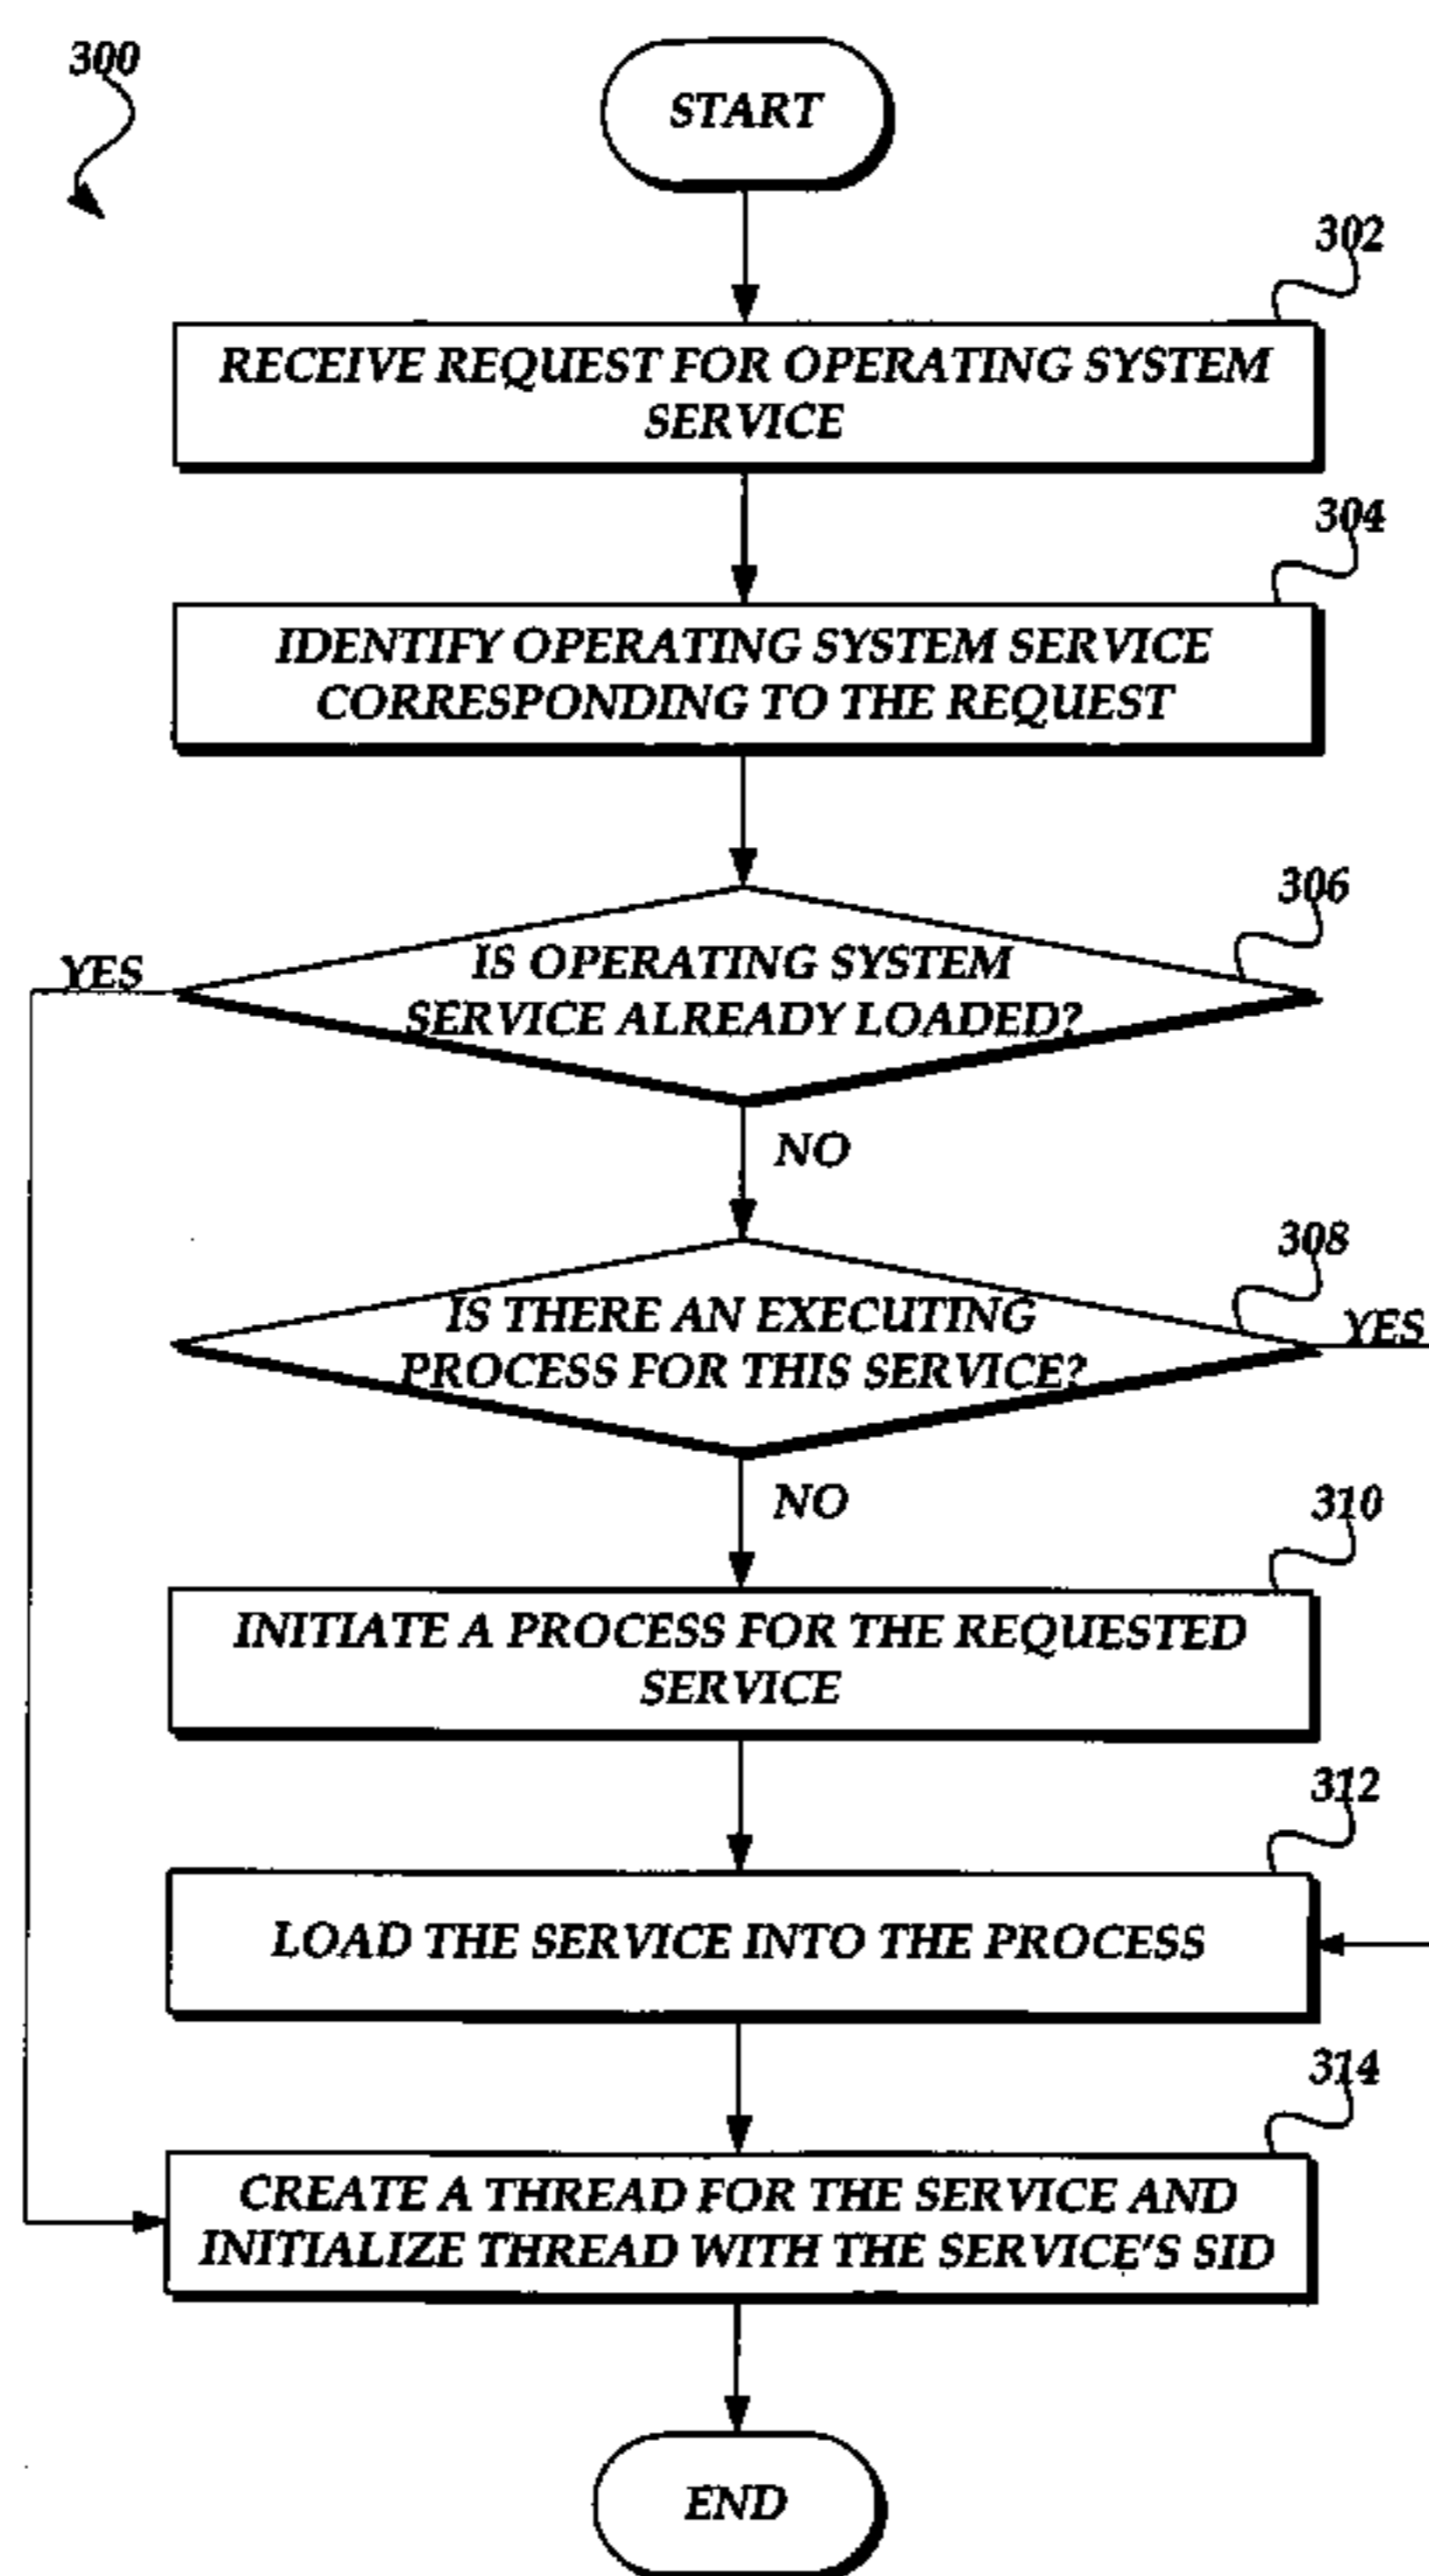 300
START
302
RECEIVE REQUEST FOR OPERATING SYSTEM
SERVICE
304
IDENTIFY OPERATING SYSTEM SERVICE
CORRESPONDING TO THE REQUEST
306
YES
IS OPERATING SYSTEM
SERVICE ALREADY LOADED?
NO
308
IS THERE AN EXECUTING
PROCESS FOR THIS SERVICE?
YES
NO
310
INITIATE A PROCESS FOR THE REQUESTED
SERVICE
312
LOAD THE SERVICE INTO THE PROCESS
314
CREATE A THREAD FOR THE SERVICE AND
INITIALIZE THREAD WITH THE SERVICE'S SID
END